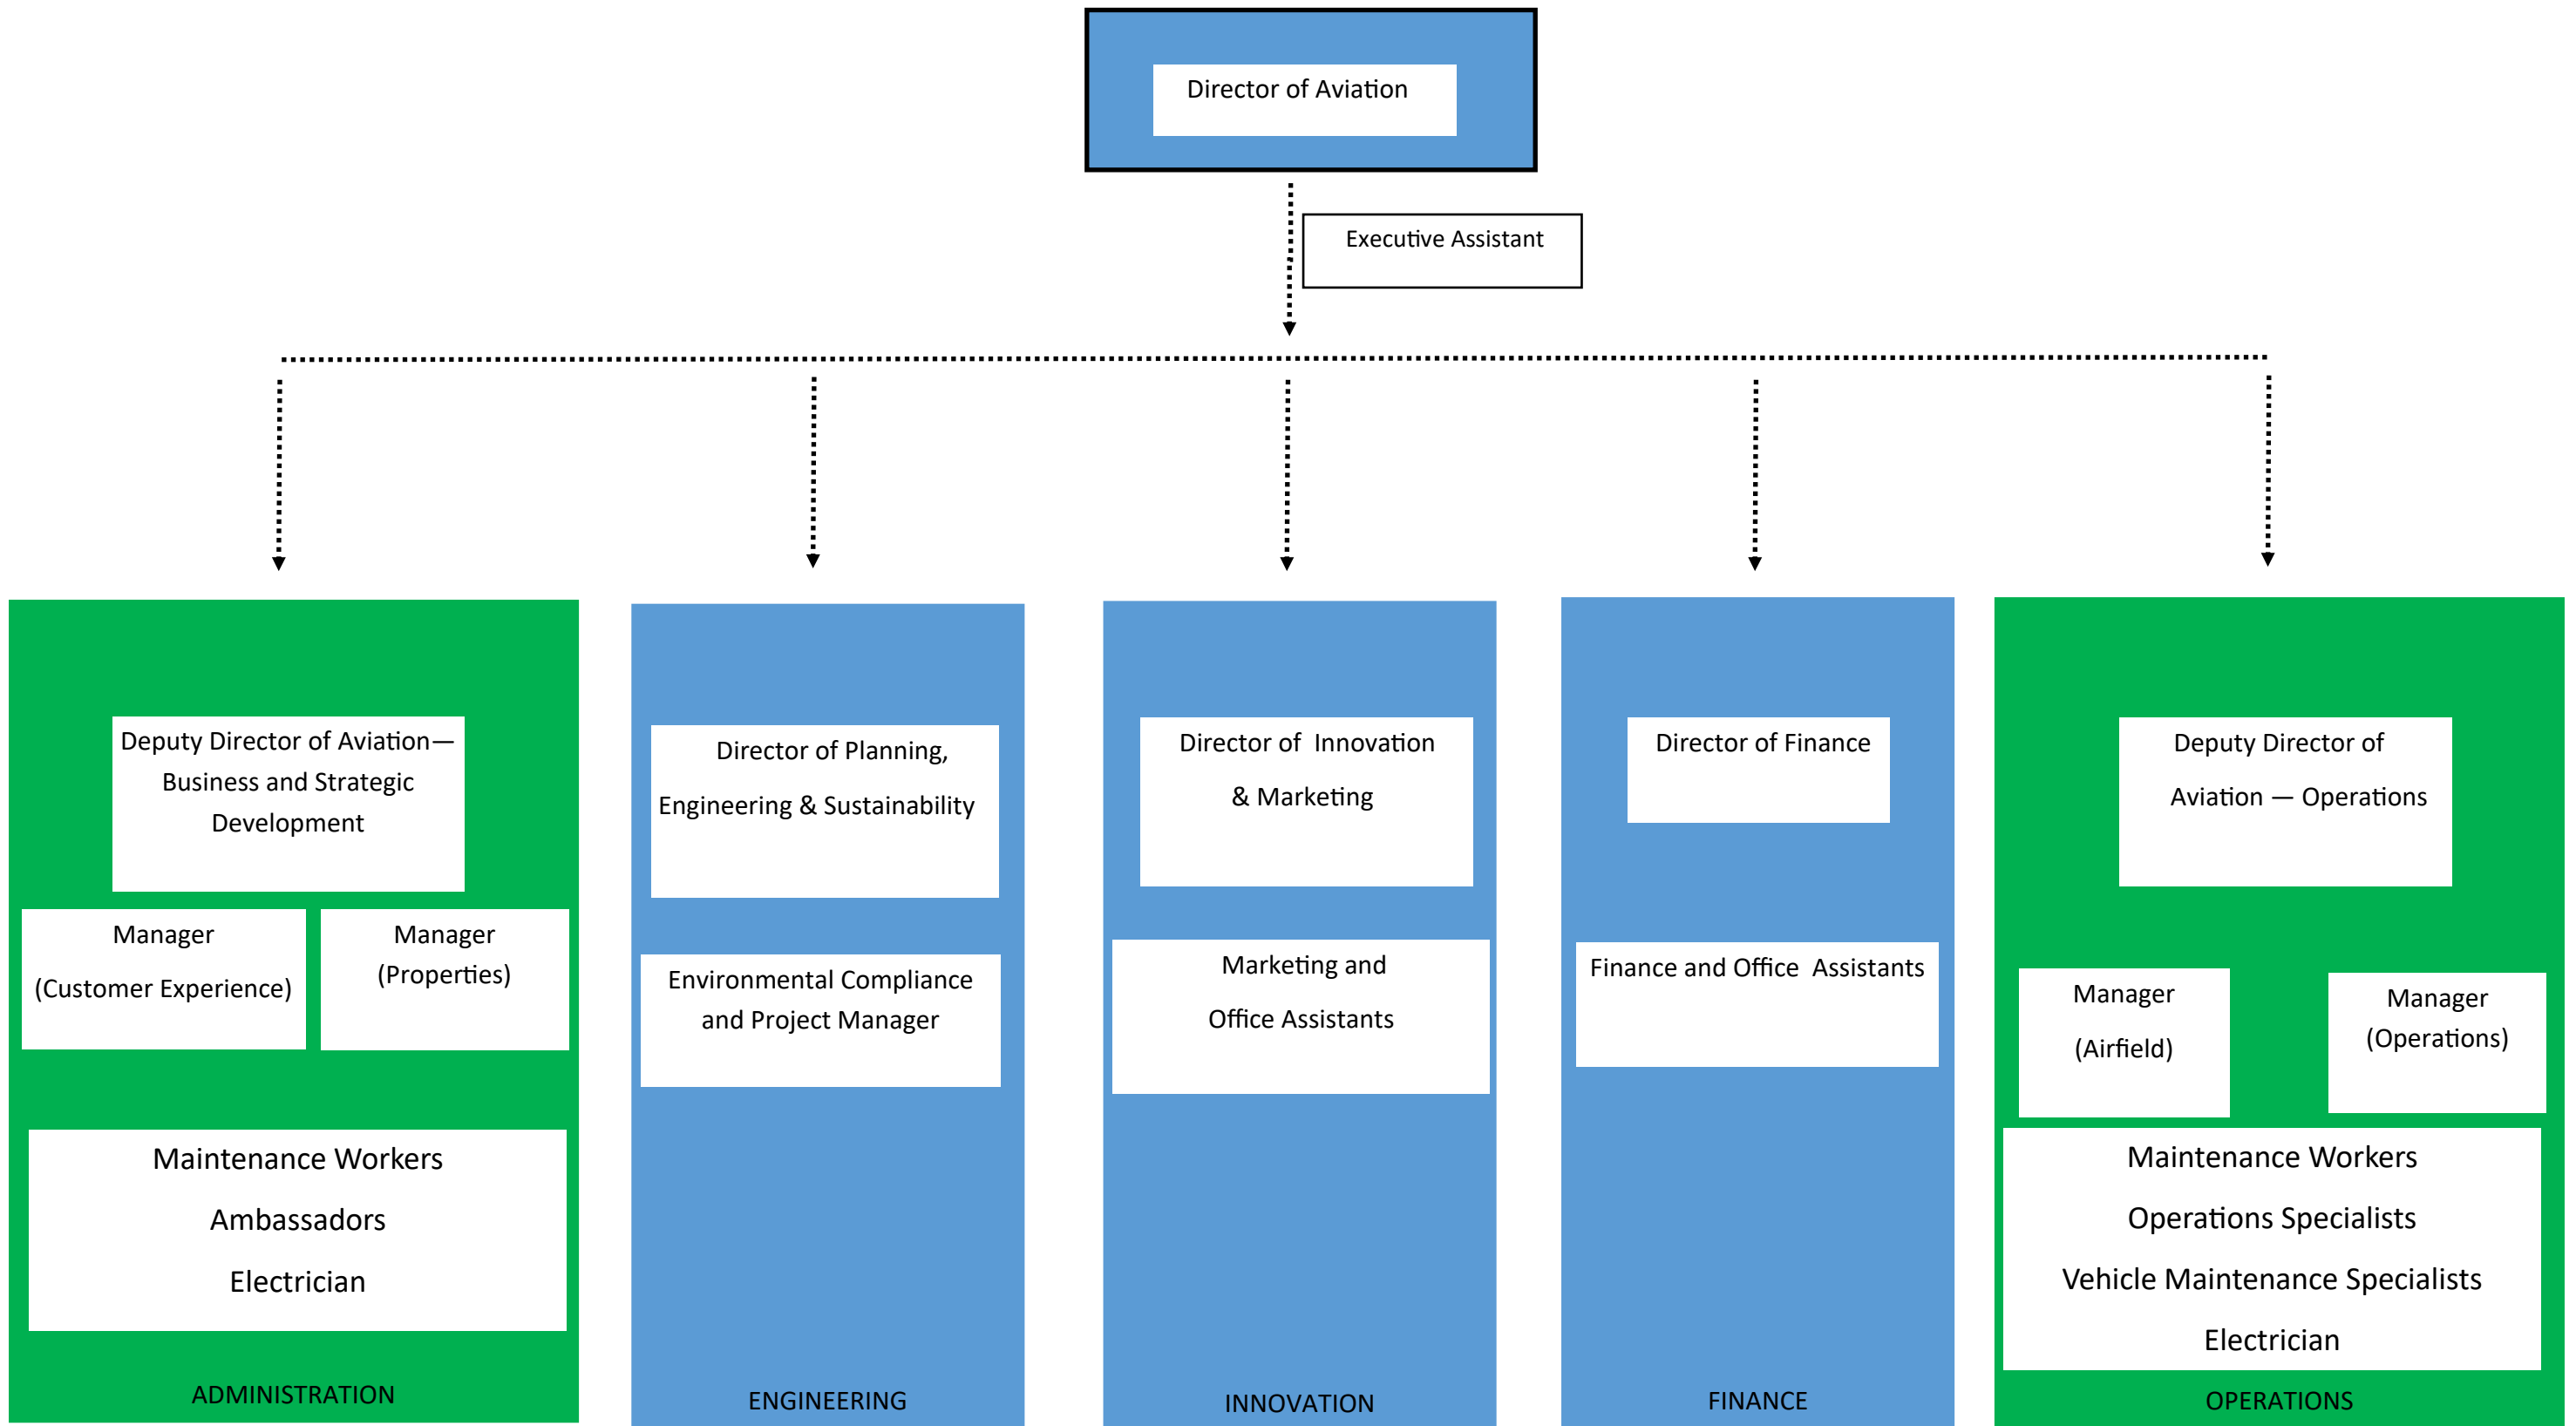 Director of Aviation
Executive Assistant
Deputy Director of Aviation—
Business and Strategic
Development
Manager
(Customer Experience)
Manager
(Properties)
Maintenance Workers
Ambassadors
Electrician
ADMINISTRATION
Director of Planning,
Engineering & Sustainability
Environmental Compliance
and Project Manager
ENGINEERING
Director of Innovation
& Marketing
Marketing and
Office Assistants
INNOVATION
Director of Finance
Finance and Office Assistants
FINANCE
Deputy Director of
Aviation — Operations
Manager
(Airfield)
Manager
(Operations)
Maintenance Workers
Operations Specialists
Vehicle Maintenance Specialists
Electrician
OPERATIONS